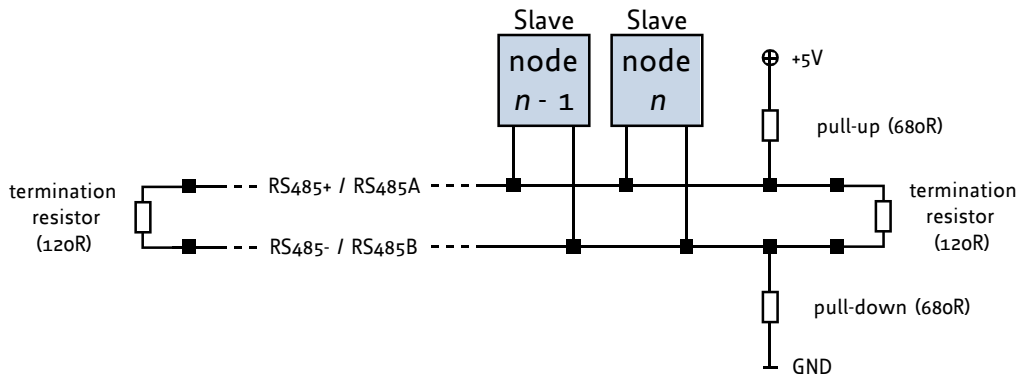 Slave
Slave
node
n - 1
node
n
+5V
pull-up (680R)
termination
resistor
(120R)
RS485+ / RS485A
termination
resistor
(120R)
RS485- / RS485B
pull-down (680R)
GND